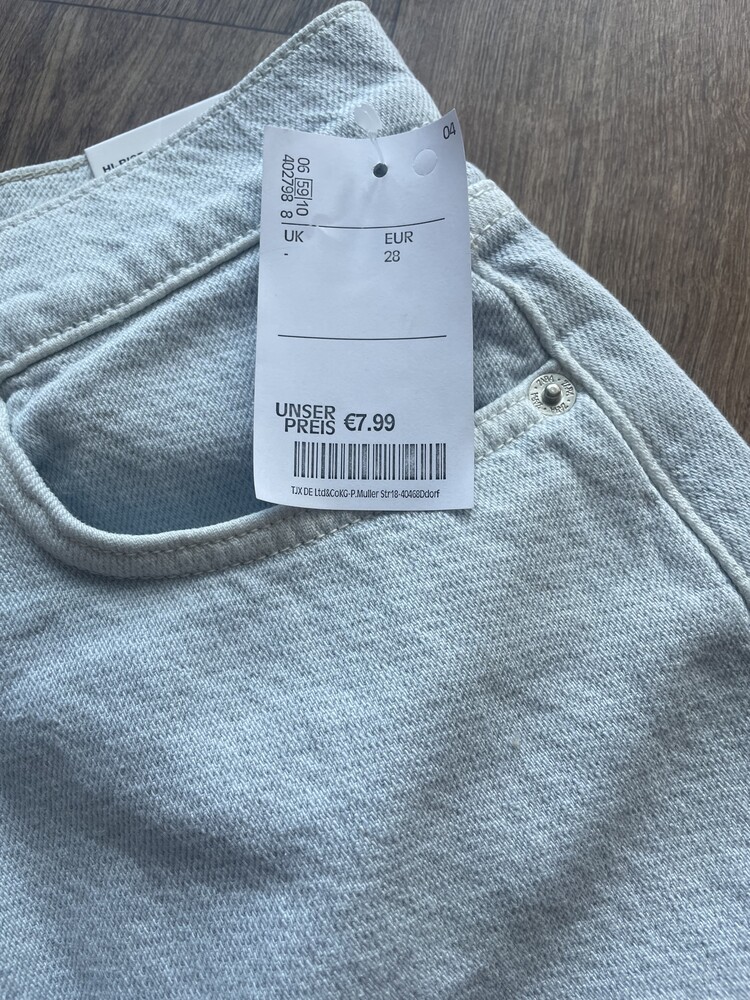 04
06 59 10
402798 8
UK EUR
- 28
UNSER
PREIS €7.99
TJX DE Ltd&CoKG-P.Muller Str18-40468Ddorf
ZARA